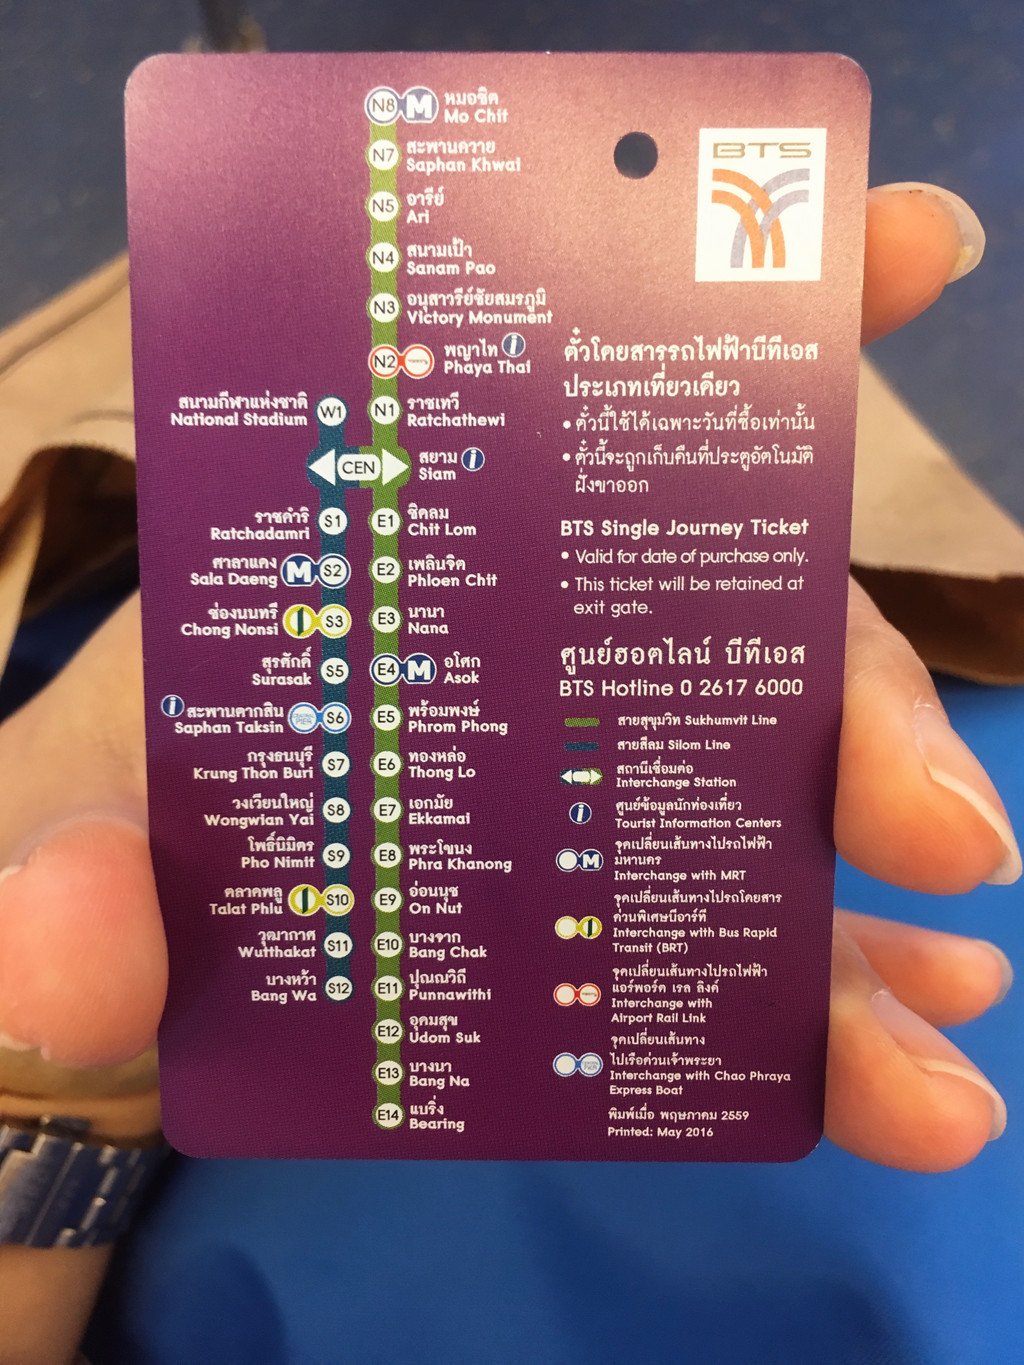 N8 M หมอชิต
Mo Chit
N7 สะพานควาย
Saphan Khwai
N5 อารีย์
Ari
N4 สนามเป้า
Sanam Pao
N3 อนุสาวรีย์ชัยสมรภูมิ
Victory Monument
N2 พญาไท i
Phaya Thai
N1 ราชเทวี
Ratchathewi
สนามกีฬาแห่งชาติ W1
National Stadium
CEN สยาม i
Siam
ราชดำริ S1
Ratchadamri
ศาลาแดง M S2
Sala Daeng
ช่องนนทรี S3
Chong Nonsi
สุรศักดิ์ S5
Surasak
i สะพานตากสิน S6
Saphan Taksin
กรุงธนบุรี S7
Krung Thon Buri
วงเวียนใหญ่ S8
Wongwian Yai
โพธิ์นิมิตร S9
Pho Nimit
ตลาดพลู S10
Talat Phlu
วุฒากาศ S11
Wutthakat
บางหว้า S12
Bang Wa
E1 ชิดลม
Chit Lom
E2 เพลินจิต
Phloen Chit
E3 นานา
Nana
E4 M อโศก
Asok
E5 พร้อมพงษ์
Phrom Phong
E6 ทองหล่อ
Thong Lo
E7 เอกมัย
Ekkamai
E8 พระโขนง
Phra Khanong
E9 อ่อนนุช
On Nut
E10 บางจาก
Bang Chak
E11 ปุณณวิถี
Punnawithi
E12 อุดมสุข
Udom Suk
E13 บางนา
Bang Na
E14 แบริ่ง
Bearing
BTS
ตั๋วโดยสารรถไฟฟ้าบีทีเอส
ประเภทเที่ยวเดียว
• ตั๋วนี้ใช้ได้เฉพาะวันที่ซื้อเท่านั้น
• ตั๋วนี้จะถูกเก็บคืนที่ประตูอัตโนมัติ
ฝั่งขาออก
BTS Single Journey Ticket
• Valid for date of purchase only.
• This ticket will be retained at
exit gate.
ศูนย์ฮอตไลน์ บีทีเอส
BTS Hotline 0 2617 6000
สายสุขุมวิท Sukhumvit Line
สายสีลม Silom Line
สถานีเชื่อมต่อ
Interchange Station
i ศูนย์ข้อมูลนักท่องเที่ยว
Tourist Information Centers
จุดเปลี่ยนเส้นทางไปรถไฟฟ้า
M มหานคร
Interchange with MRT
จุดเปลี่ยนเส้นทางไปรถโดยสาร
ด่วนพิเศษบีอาร์ที
Interchange with Bus Rapid
Transit (BRT)
จุดเปลี่ยนเส้นทางไปรถไฟฟ้า
แอร์พอร์ต เรล ลิงค์
Interchange with
Airport Rail Link
จุดเปลี่ยนเส้นทาง
ไปเรือด่วนเจ้าพระยา
Interchange with Chao Phraya
Express Boat
พิมพ์เมื่อ พฤษภาคม 2559
Printed: May 2016